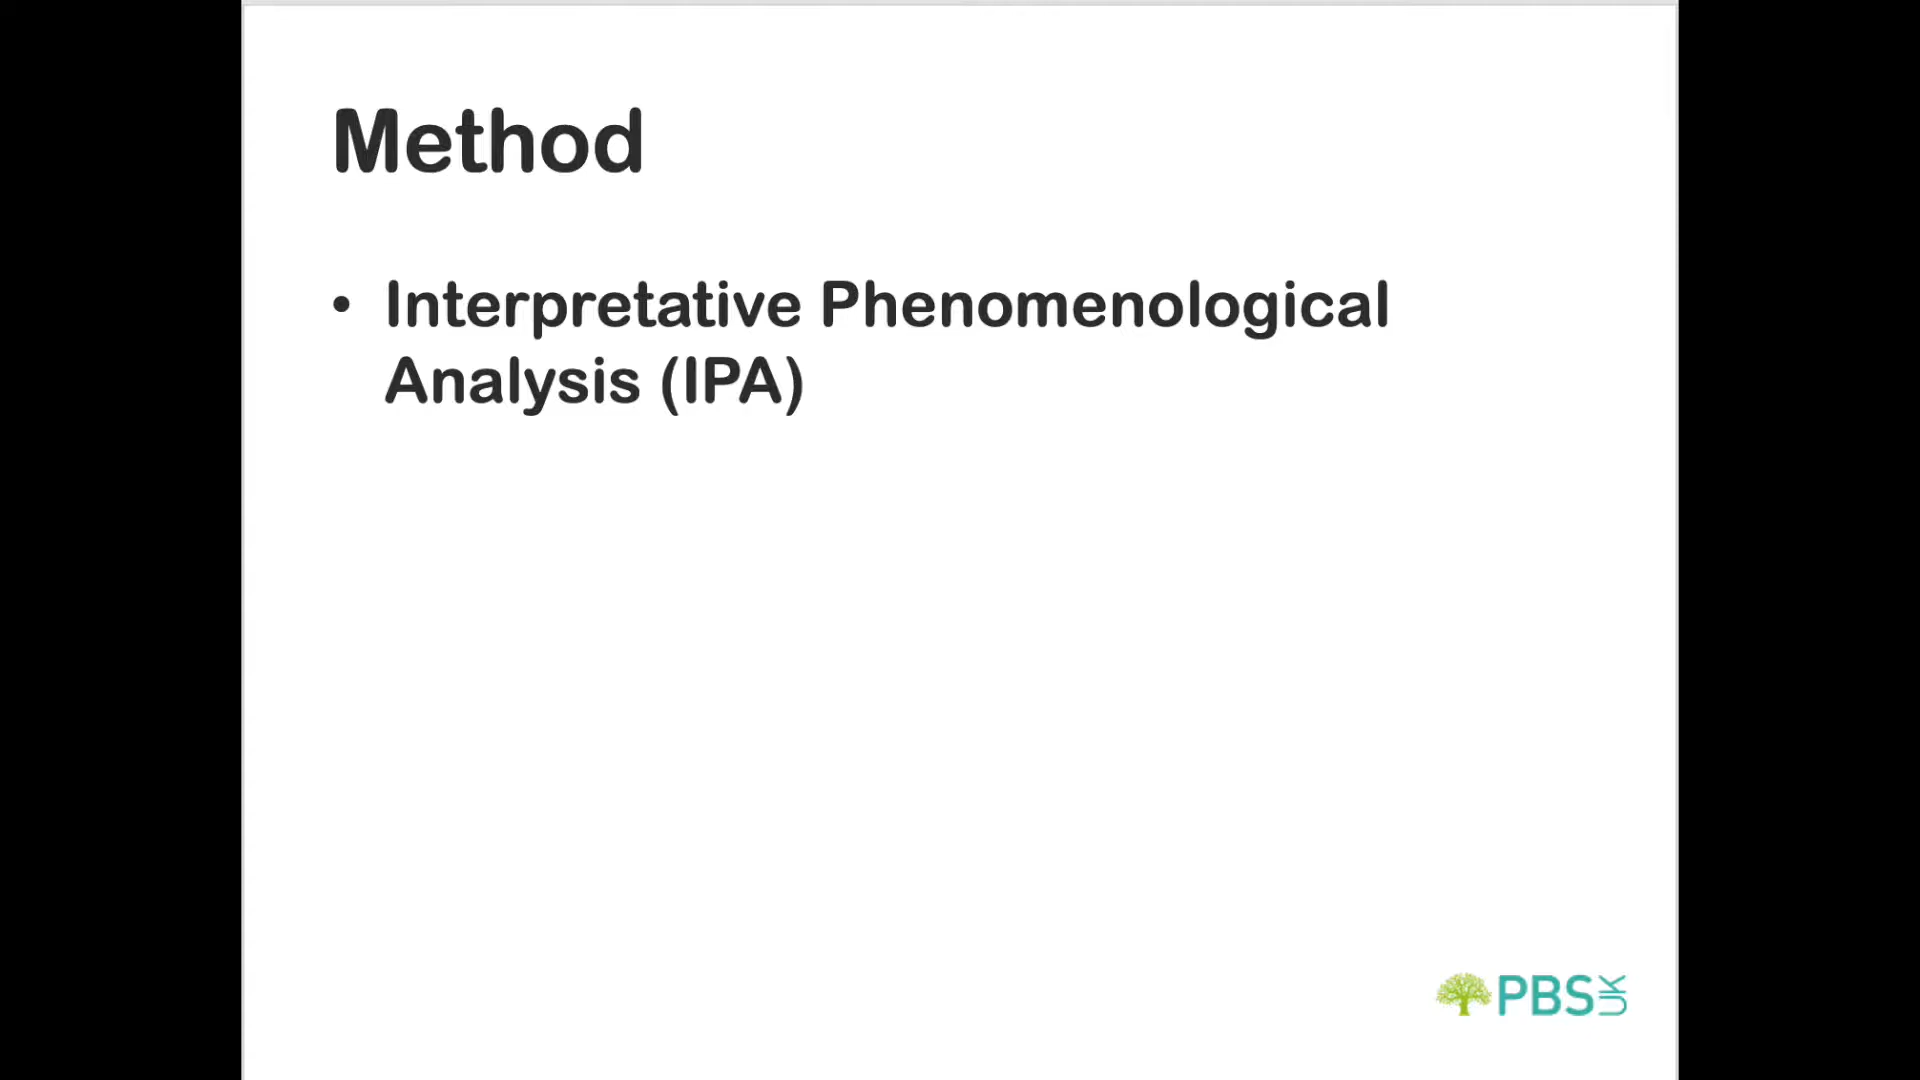 Method
• Interpretative Phenomenological
Analysis (IPA)
PBS UK